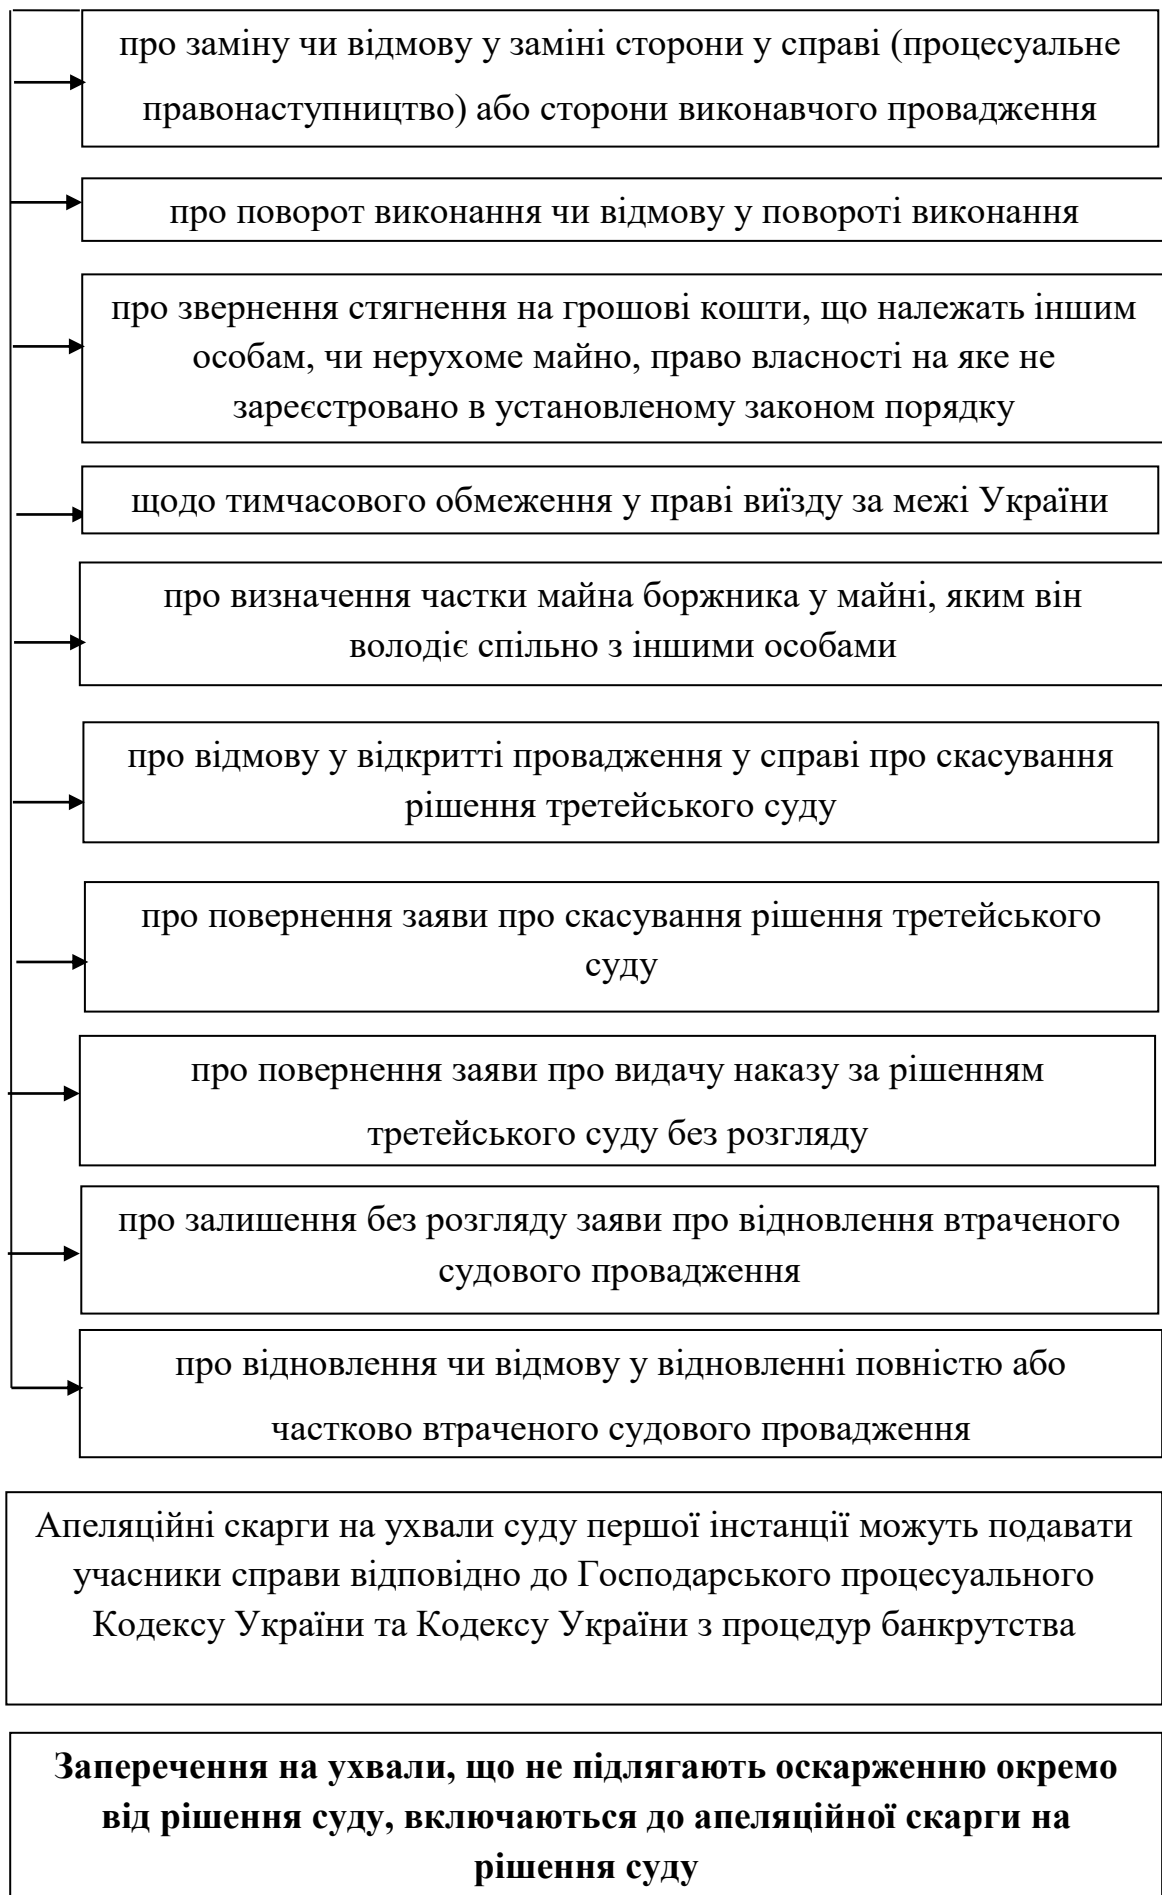 про заміну чи відмову у заміні сторони у справі (процесуальне
правонаступництво) або сторони виконавчого провадження
про поворот виконання чи відмову у повороті виконання
про звернення стягнення на грошові кошти, що належать іншим
особам, чи нерухоме майно, право власності на яке не
зареєстровано в установленому законом порядку
щодо тимчасового обмеження у праві виїзду за межі України
про визначення частки майна боржника у майні, яким він
володіє спільно з іншими особами
про відмову у відкритті провадження у справі про скасування
рішення третейського суду
про повернення заяви про скасування рішення третейського
суду
про повернення заяви про видачу наказу за рішенням
третейського суду без розгляду
про залишення без розгляду заяви про відновлення втраченого
судового провадження
про відновлення чи відмову у відновленні повністю або
частково втраченого судового провадження
Апеляційні скарги на ухвали суду першої інстанції можуть подавати
учасники справи відповідно до Господарського процесуального
Кодексу України та Кодексу України з процедур банкрутства
Заперечення на ухвали, що не підлягають оскарженню окремо
від рішення суду, включаються до апеляційної скарги на
рішення суду